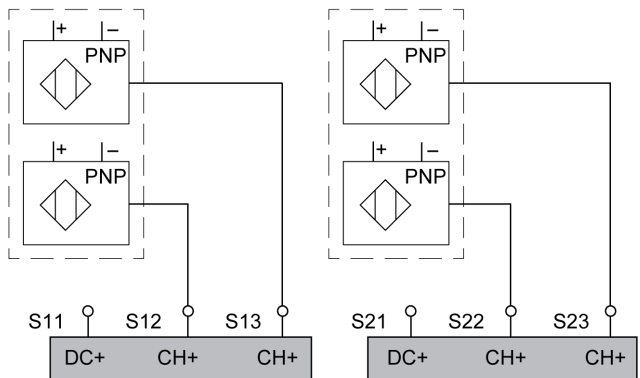 + – + –
PNP PNP
+ – + –
PNP PNP
S11 S12 S13 S21 S22 S23
DC+ CH+ CH+ DC+ CH+ CH+